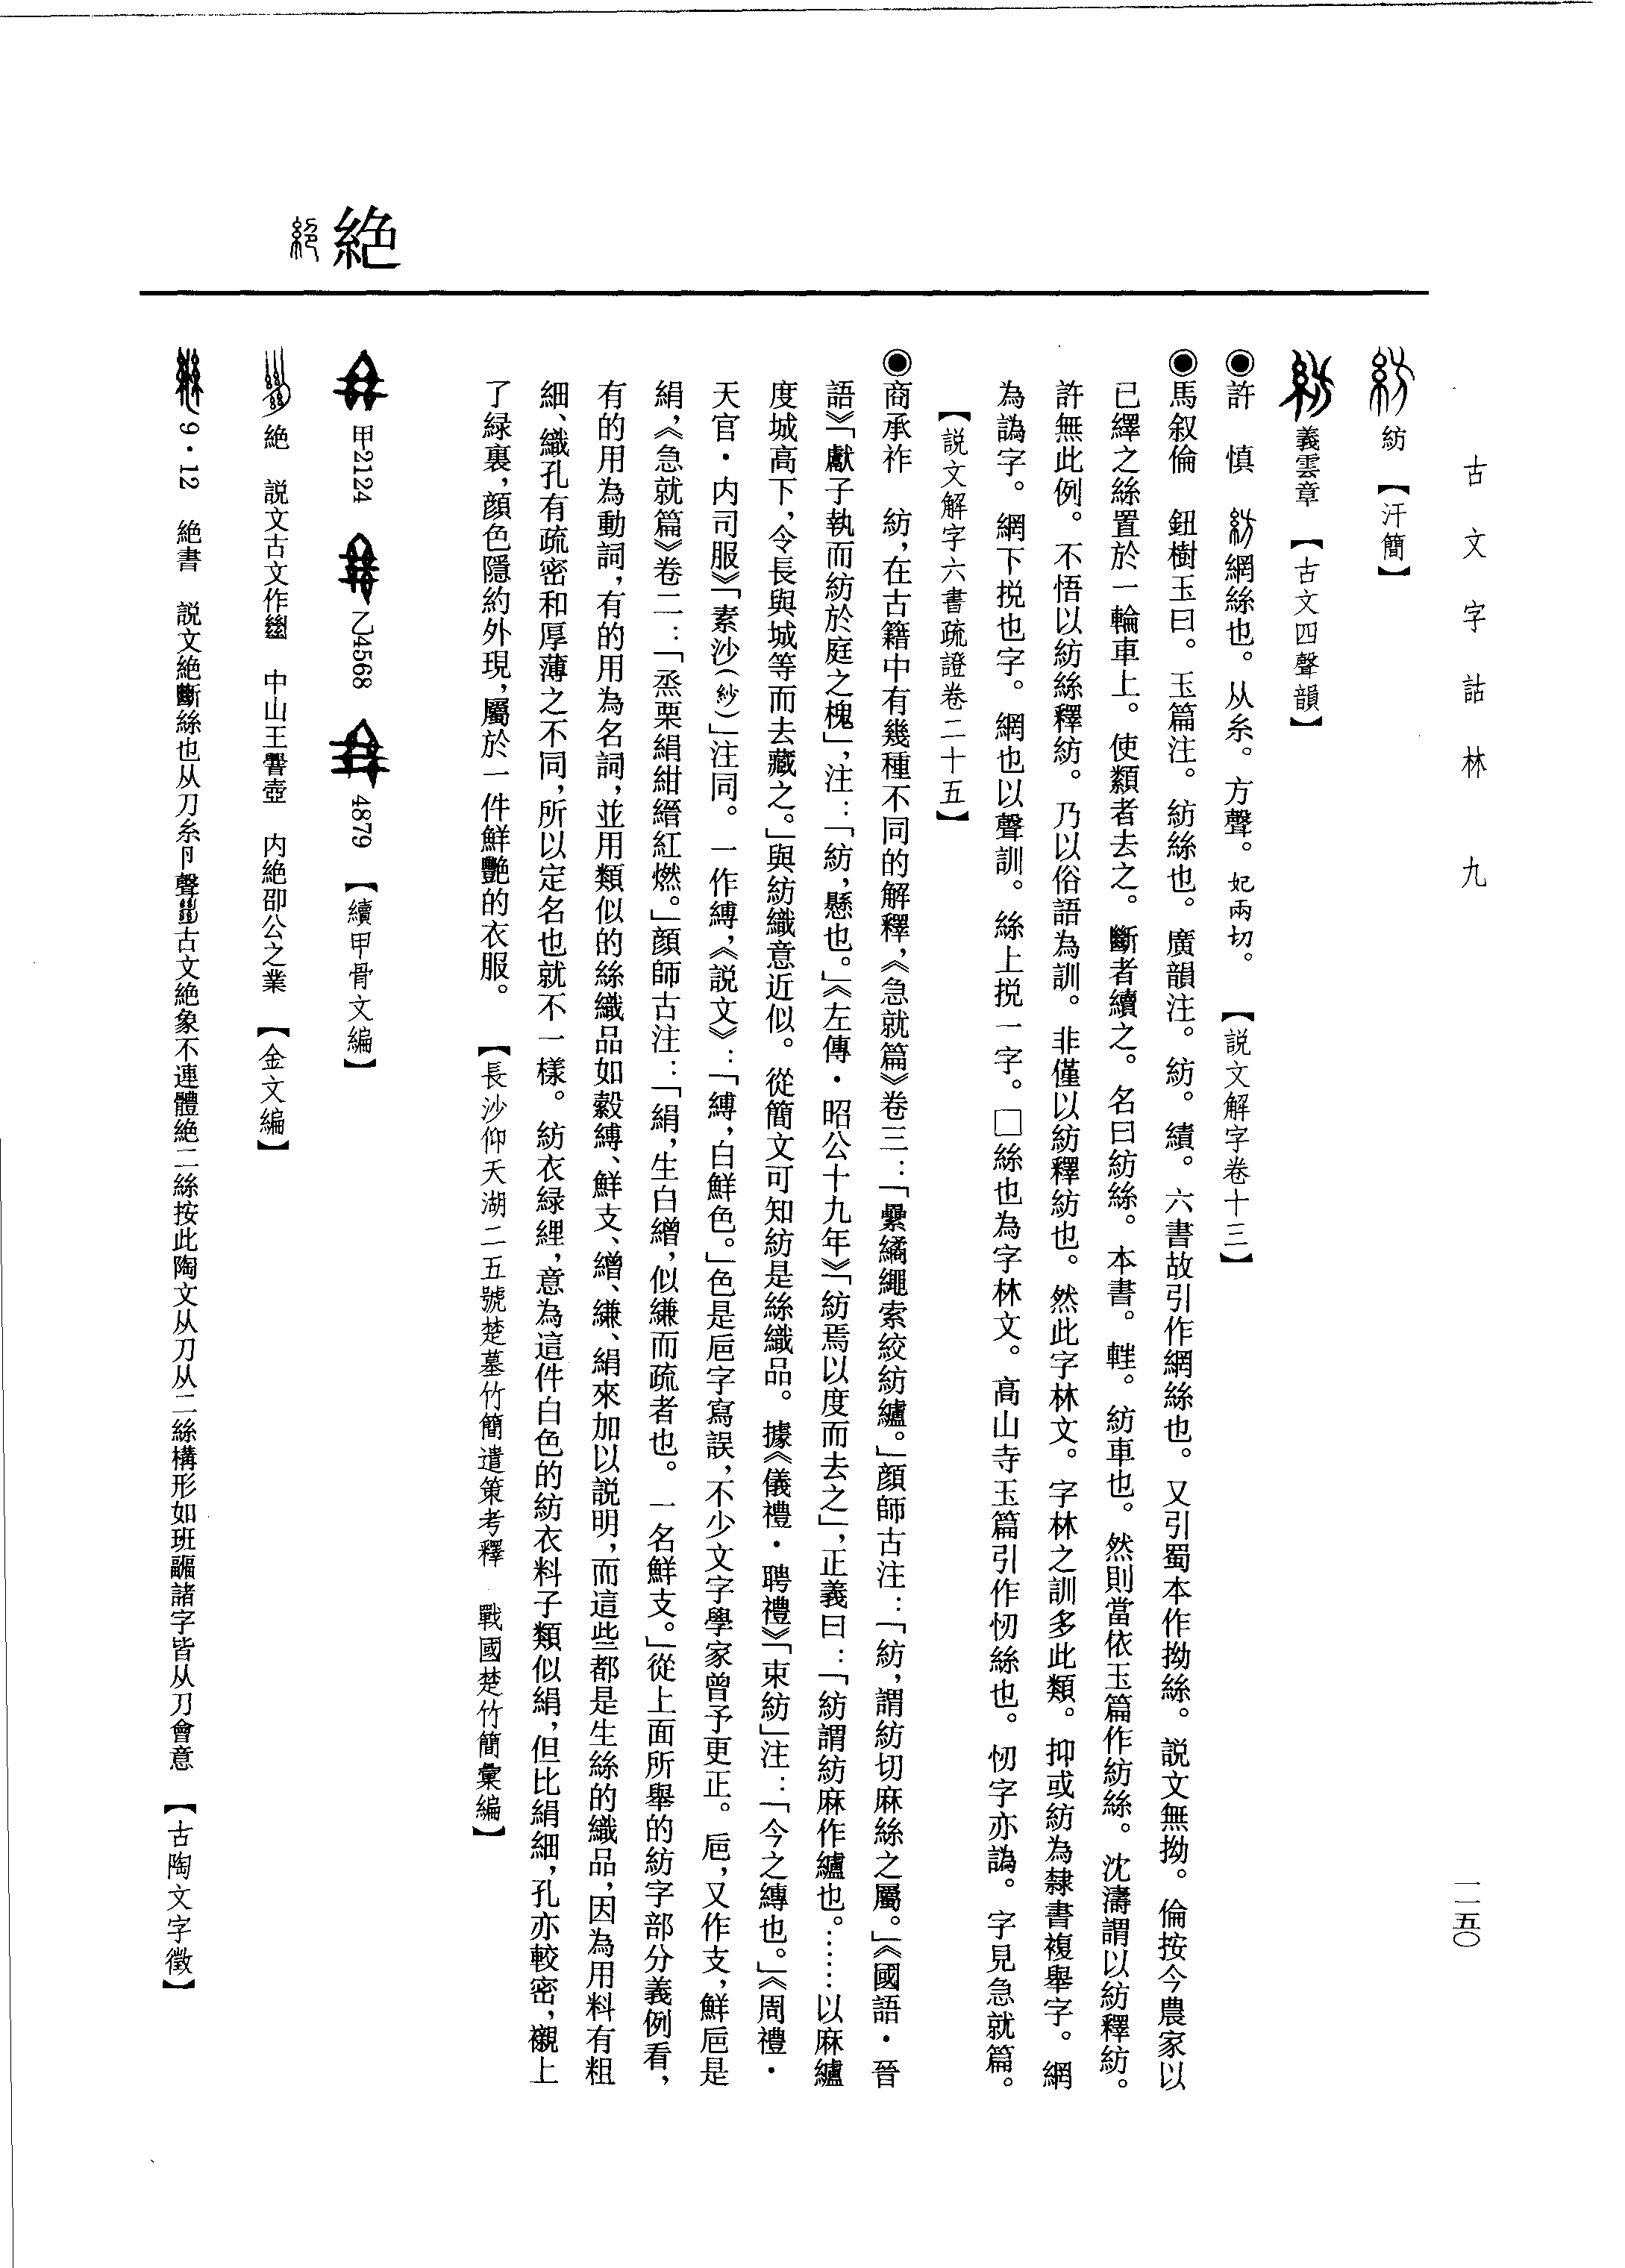 古文字詁林 九
一一五〇
紡 【汗簡】
義雲章 【古文四聲韻】
◉許 慎 紡網絲也。从糸。方聲。妃兩切。 【説文解字卷十三】
◉馬叙倫 鈕樹玉曰。玉篇注。紡絲也。廣韻注。紡。績。六書故引作網絲也。又引蜀本作拗絲。説文無拗。倫按今農家以
已繹之絲置於一輪車上。使纇者去之。斷者續之。名曰紡絲。本書。軠。紡車也。然則當依玉篇作紡絲。沈濤謂以紡釋紡。
許無此例。不悟以紡絲釋紡。乃以俗語為訓。非僅以紡釋紡也。然此字林文。字林之訓多此類。抑或紡為隸書複舉字。網
為譌字。網下挩也字。網也以聲訓。絲上挩一字。□絲也為字林文。高山寺玉篇引作㧅絲也。㧅字亦譌。字見急就篇。
【説文解字六書疏證卷二十五】
◉商承祚 紡,在古籍中有幾種不同的解釋,《急就篇》卷三:「纍繘繩索絞紡纑。」顔師古注:「紡,謂紡切麻絲之屬。」《國語·晉
語》「獻子執而紡於庭之槐」,注:「紡,懸也。」《左傳·昭公十九年》「紡焉以度而去之」,正義曰:「紡謂紡麻作纑也。……以麻纑
度城高下,令長與城等而去藏之。」與紡織意近似。從簡文可知紡是絲織品。據《儀禮·聘禮》「束紡」注:「今之縛也。」《周禮·
天官·内司服》「素沙(紗)」注同。一作縛,《説文》:「縛,白鮮色。」色是巵字寫誤,不少文字學家曾予更正。巵,又作支,鮮巵是
絹,《急就篇》卷二:「烝栗絹紺縉紅燃。」顔師古注:「絹,生白繒,似縑而疏者也。一名鮮支。」從上面所舉的紡字部分義例看,
有的用為動詞,有的用為名詞,並用類似的絲織品如縠縛、鮮支、繒、縑、絹來加以説明,而這些都是生絲的織品,因為用料有粗
細、織孔有疏密和厚薄之不同,所以定名也就不一樣。紡衣緑緸,意為這件白色的紡衣料子類似絹,但比絹細,孔亦較密,襯上
了緑裏,顔色隱約外現,屬於一件鮮艷的衣服。 【長沙仰天湖二五號楚墓竹簡遣策考釋 戰國楚竹簡彙編】
絶
甲2124 乙4568 4879 【續甲骨文編】
絶 説文古文作𢇍 中山王䂮壺 内絶卲公之業 【金文編】
9·12 絶書 説文絶斷絲也从刀糸卩聲𢇍古文絶象不連體絶二絲按此陶文从刀从二絲構形如班辧諸字皆从刀會意 【古陶文字徵】